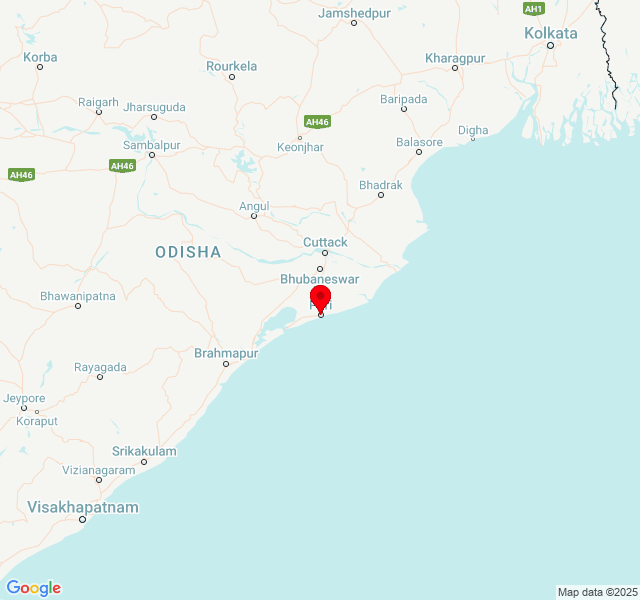 Jamshedpur
AH1
Kolkata
Korba
Kharagpur
Rourkela
Raigarh
Jharsuguda
Baripada
AH46
Digha
Keonjhar
Balasore
Sambalpur
AH46
AH46
Bhadrak
Angul
Cuttack
ODISHA
Bhubaneswar
Bhawanipatna
Brahmapur
Rayagada
Jeypore
Koraput
Srikakulam
Vizianagaram
Visakhapatnam
Google
Map data ©2025